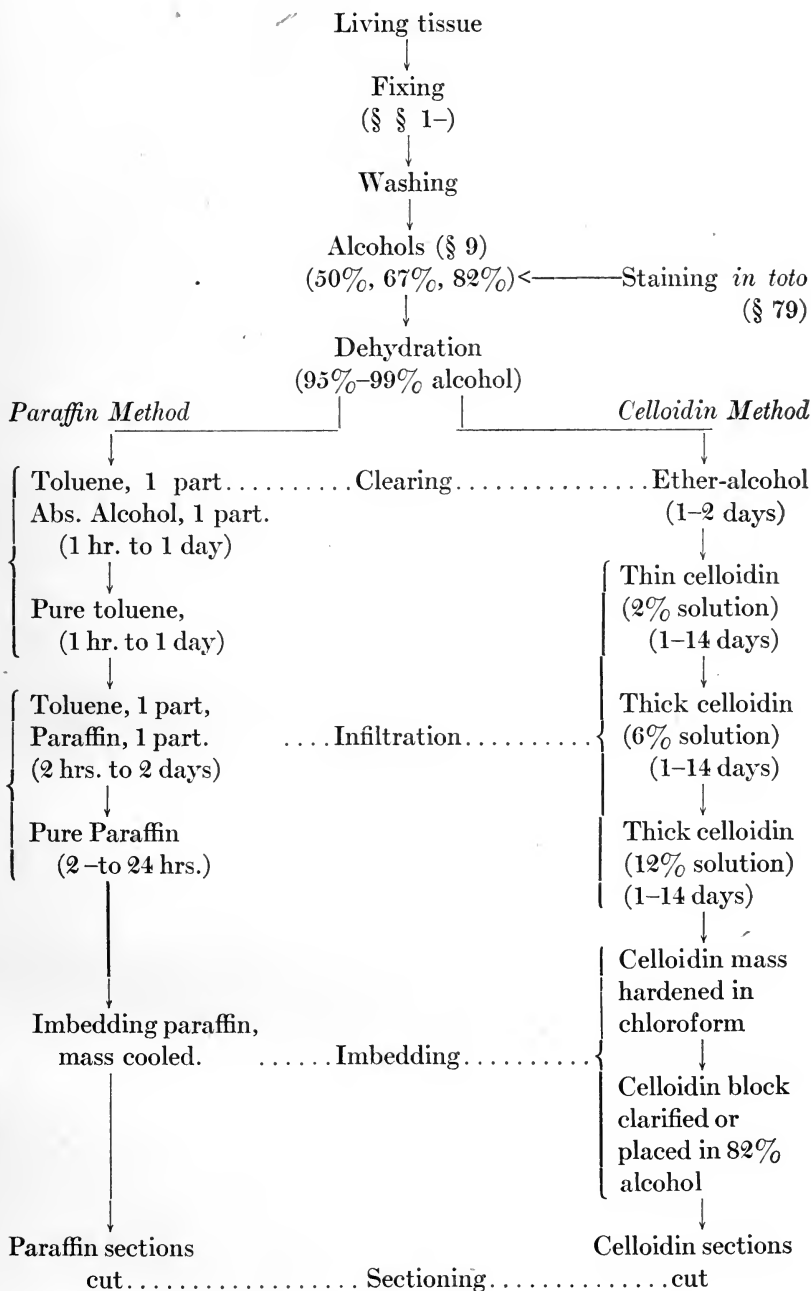 Living tissue
Fixing
(§ § 1–)
Washing
Alcohols (§ 9)
(50%, 67%, 82%)<———Staining in toto
(§ 79)
Dehydration
(95%–99% alcohol)
Paraffin Method Celloidin Method
Toluene, 1 part..........Clearing...............Ether-alcohol
Abs. Alcohol, 1 part. (1–2 days)
(1 hr. to 1 day)
Thin celloidin
Pure toluene, (2% solution)
(1 hr. to 1 day) (1–14 days)
Toluene, 1 part, Thick celloidin
Paraffin, 1 part. ....Infiltration......... (6% solution)
(2 hrs. to 2 days) (1–14 days)
Pure Paraffin Thick celloidin
(2 –to 24 hrs.) (12% solution)
(1–14 days)
Celloidin mass
hardened in
Imbedding paraffin, chloroform
mass cooled. ......Imbedding..........
Celloidin block
clarified or
placed in 82%
alcohol
Paraffin sections Celloidin sections
cut.................... Sectioning.............cut